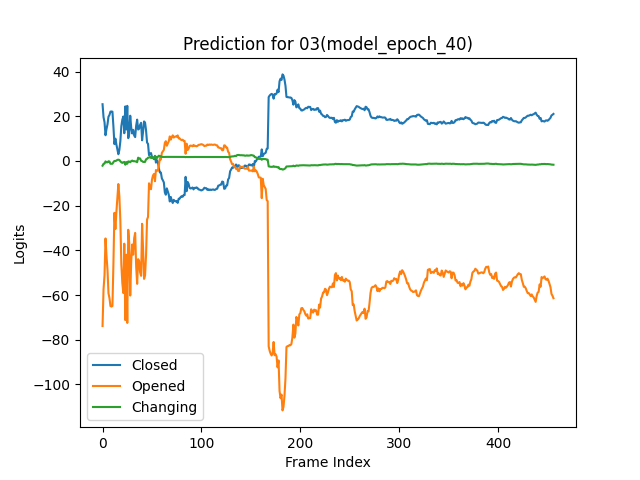 Prediction for 03(model_epoch_40)
40
20
0
−20
−40
−60
−80
−100
Logits
Closed
Opened
Changing
0 100 200 300 400
Frame Index